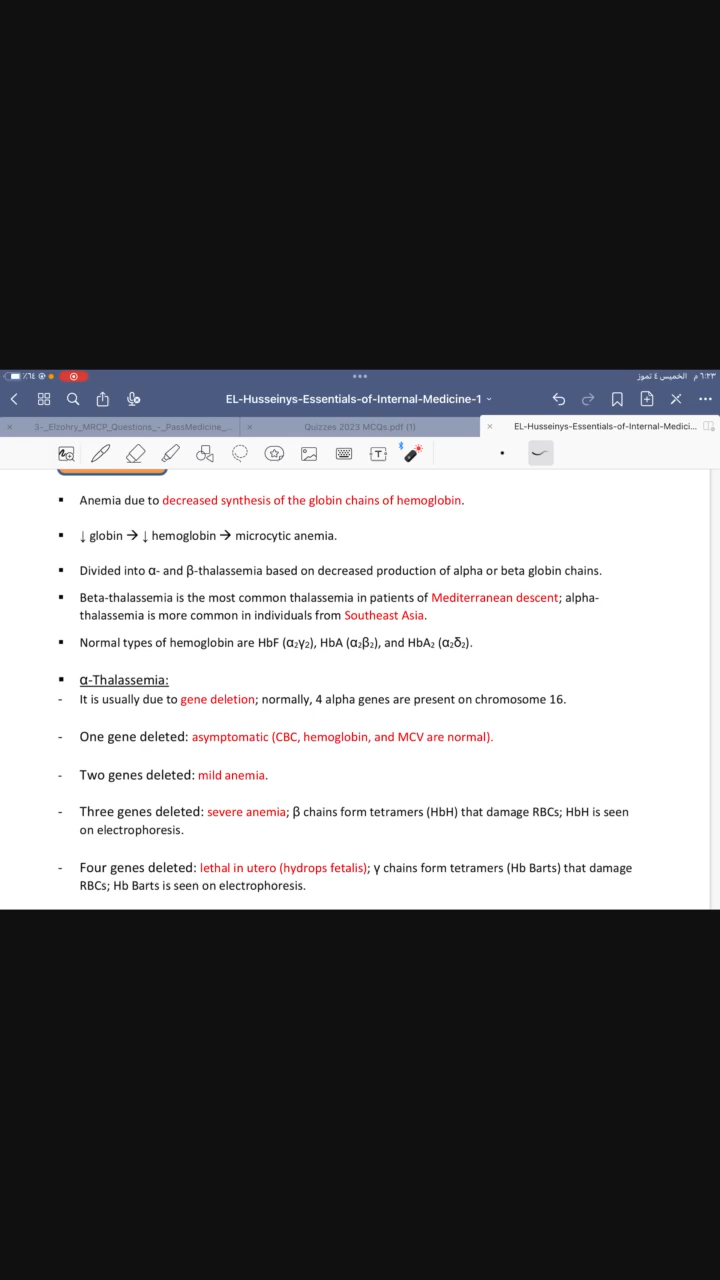 ٪٦٤
٦:٢٣ م الخميس ٤ تموز
EL-Husseinys-Essentials-of-Internal-Medicine-1
3-_Elzohry_MRCP_Questions_-_PassMedicine_...
Quizzes 2023 MCQs.pdf (1)
EL-Husseinys-Essentials-of-Internal-Medici...
▪ Anemia due to decreased synthesis of the globin chains of hemoglobin.
▪ ↓ globin → ↓ hemoglobin → microcytic anemia.
▪ Divided into α- and β-thalassemia based on decreased production of alpha or beta globin chains.
▪ Beta-thalassemia is the most common thalassemia in patients of Mediterranean descent; alpha-
thalassemia is more common in individuals from Southeast Asia.
▪ Normal types of hemoglobin are HbF (α₂γ₂), HbA (α₂β₂), and HbA₂ (α₂δ₂).
▪ α-Thalassemia:
- It is usually due to gene deletion; normally, 4 alpha genes are present on chromosome 16.
- One gene deleted: asymptomatic (CBC, hemoglobin, and MCV are normal).
- Two genes deleted: mild anemia.
- Three genes deleted: severe anemia; β chains form tetramers (HbH) that damage RBCs; HbH is seen
on electrophoresis.
- Four genes deleted: lethal in utero (hydrops fetalis); γ chains form tetramers (Hb Barts) that damage
RBCs; Hb Barts is seen on electrophoresis.